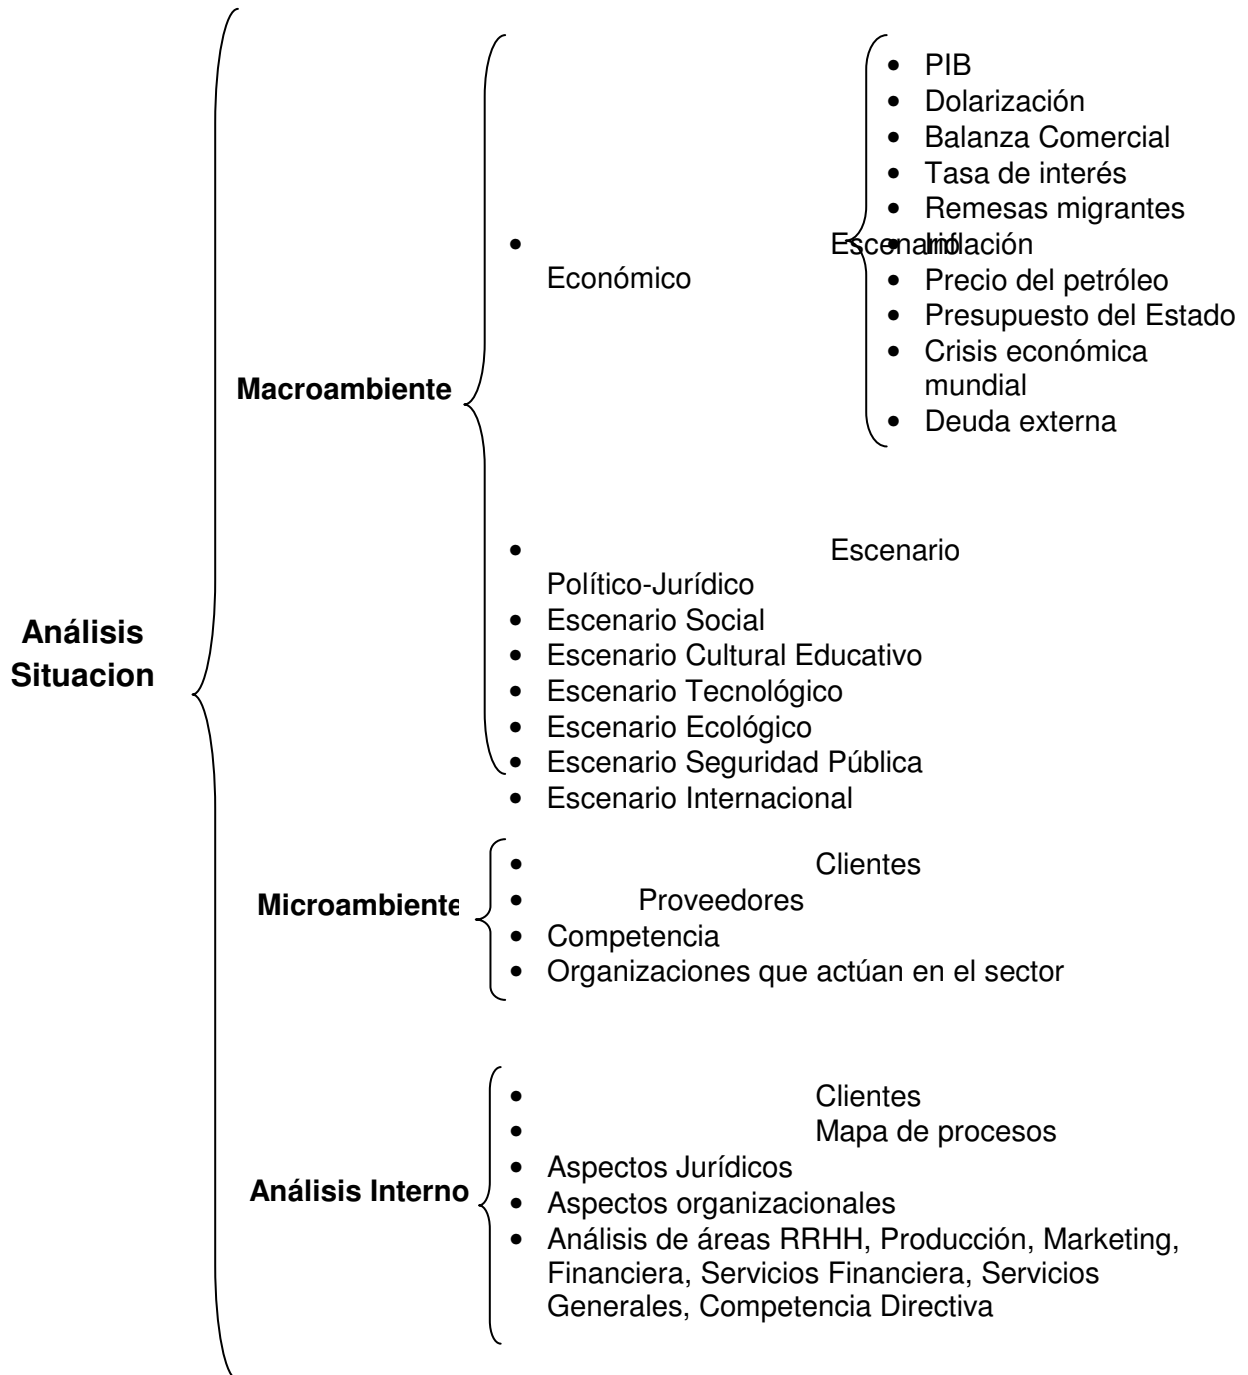 Análisis
Situacion
Macroambiente
• Escenario
Económico
• PIB
• Dolarización
• Balanza Comercial
• Tasa de interés
• Remesas migrantes
• Inflación
• Precio del petróleo
• Presupuesto del Estado
• Crisis económica
mundial
• Deuda externa
• Escenario
Político-Jurídico
• Escenario Social
• Escenario Cultural Educativo
• Escenario Tecnológico
• Escenario Ecológico
• Escenario Seguridad Pública
• Escenario Internacional
Microambiente
• Clientes
• Proveedores
• Competencia
• Organizaciones que actúan en el sector
Análisis Interno
• Clientes
• Mapa de procesos
• Aspectos Jurídicos
• Aspectos organizacionales
• Análisis de áreas RRHH, Producción, Marketing,
Financiera, Servicios Financiera, Servicios
Generales, Competencia Directiva